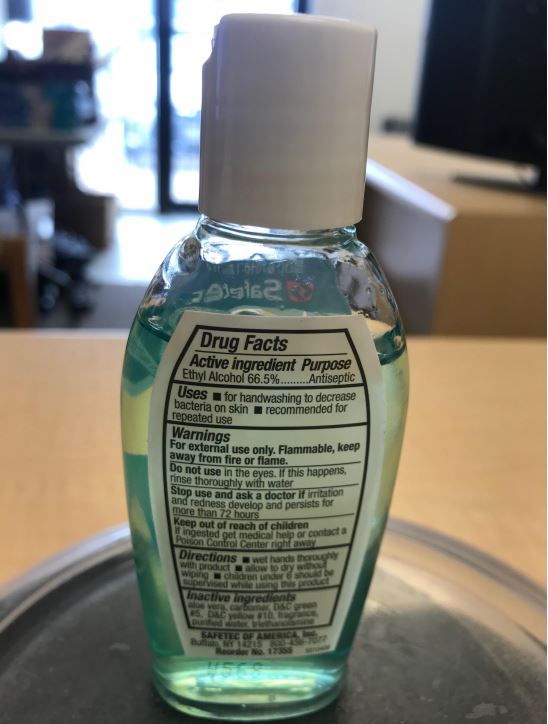 Safetec
Drug Facts
Active ingredient Purpose
Ethyl Alcohol 66.5%.........Antiseptic
Uses ■ for handwashing to decrease
bacteria on skin ■ recommended for
repeated use
Warnings
For external use only. Flammable, keep
away from fire or flame.
Do not use in the eyes. If this happens,
rinse thoroughly with water
Stop use and ask a doctor if irritation
and redness develop and persists for
more than 72 hours
Keep out of reach of children
If ingested get medical help or contact a
Poison Control Center right away
Directions ■ wet hands thoroughly
with product ■ allow to dry without
wiping ■ children under 6 should be
supervised while using this product
Inactive ingredients
aloe vera, carbomer, D&C green
#5, D&C yellow #10, fragrance,
purified water, triethanolamine
SAFETEC OF AMERICA, Inc.
Buffalo, NY 14215 800-456-7077
Reorder No. 17355